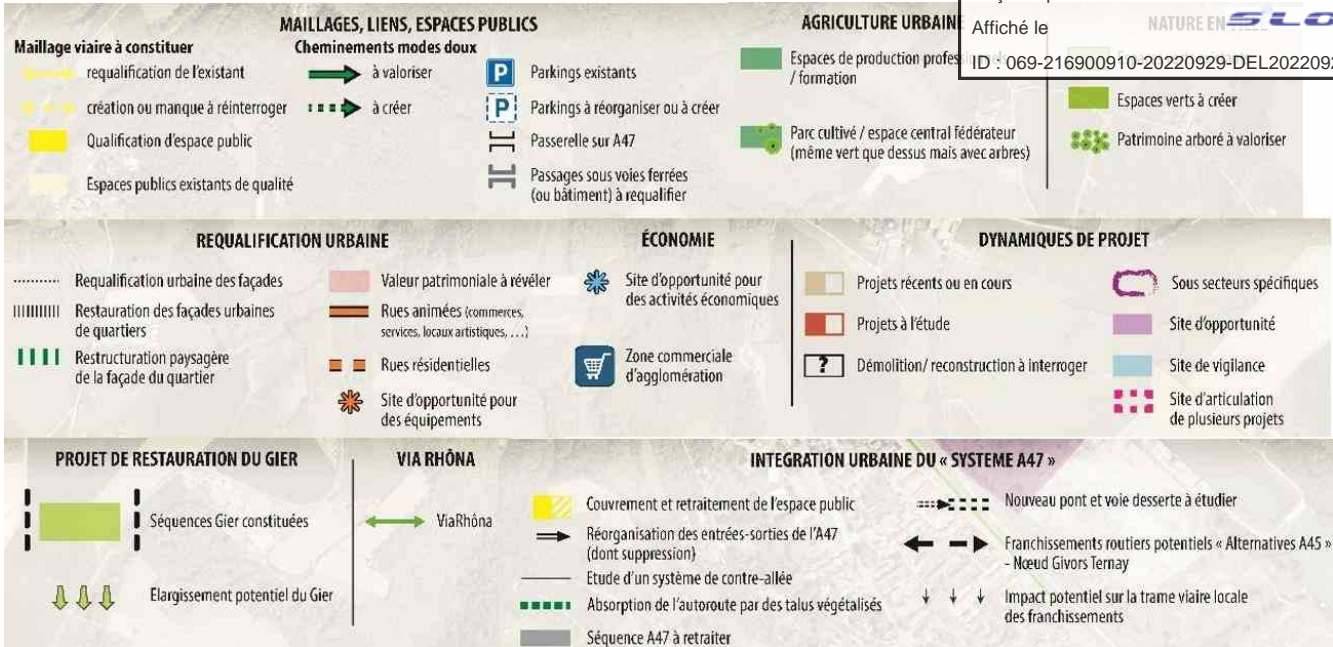 MAILLAGES, LIENS, ESPACES PUBLICS
Maillage viaire à constituer
requalification de l'existant
création ou manque à réinterroger
Qualification d'espace public
Espaces publics existants de qualité
Cheminements modes doux
à valoriser
à créer
P Parkings existants
P Parkings à réorganiser ou à créer
Passerelle sur A47
Passages sous voies ferrées
(ou bâtiment) à requalifier
AGRICULTURE URBAINE
Espaces de production
/ formation
Parc cultivé / espace central fédérateur
(même vert que dessus mais avec arbres)
Affiché le
ID : 069-216900910-20220929-DEL2022092
NATURE EN
Espaces verts à créer
Patrimoine arboré à valoriser
REQUALIFICATION URBAINE
Requalification urbaine des façades
Restauration des façades urbaines
de quartiers
Restructuration paysagère
de la façade du quartier
Valeur patrimoniale à révéler
Rues animées (commerces,
services, locaux artistiques, ...)
Rues résidentielles
Site d'opportunité pour
des équipements
ÉCONOMIE
Site d'opportunité pour
des activités économiques
Zone commerciale
d'agglomération
DYNAMIQUES DE PROJET
Projets récents ou en cours
Projets à l'étude
? Démolition/ reconstruction à interroger
Sous secteurs spécifiques
Site d'opportunité
Site de vigilance
Site d'articulation
de plusieurs projets
PROJET DE RESTAURATION DU GIER
Séquences Gier constituées
Elargissement potentiel du Gier
VIA RHÔNA
ViaRhôna
INTEGRATION URBAINE DU « SYSTEME A47 »
Couvrement et retraitement de l'espace public
Réorganisation des entrées-sorties de l'A47
(dont suppression)
Etude d'un système de contre-allée
Absorption de l'autoroute par des talus végétalisés
Séquence A47 à retraiter
Nouveau pont et voie desserte à étudier
Franchissements routiers potentiels « Alternatives A45 »
- Nœud Givors Ternay
Impact potentiel sur la trame viaire locale
des franchissements